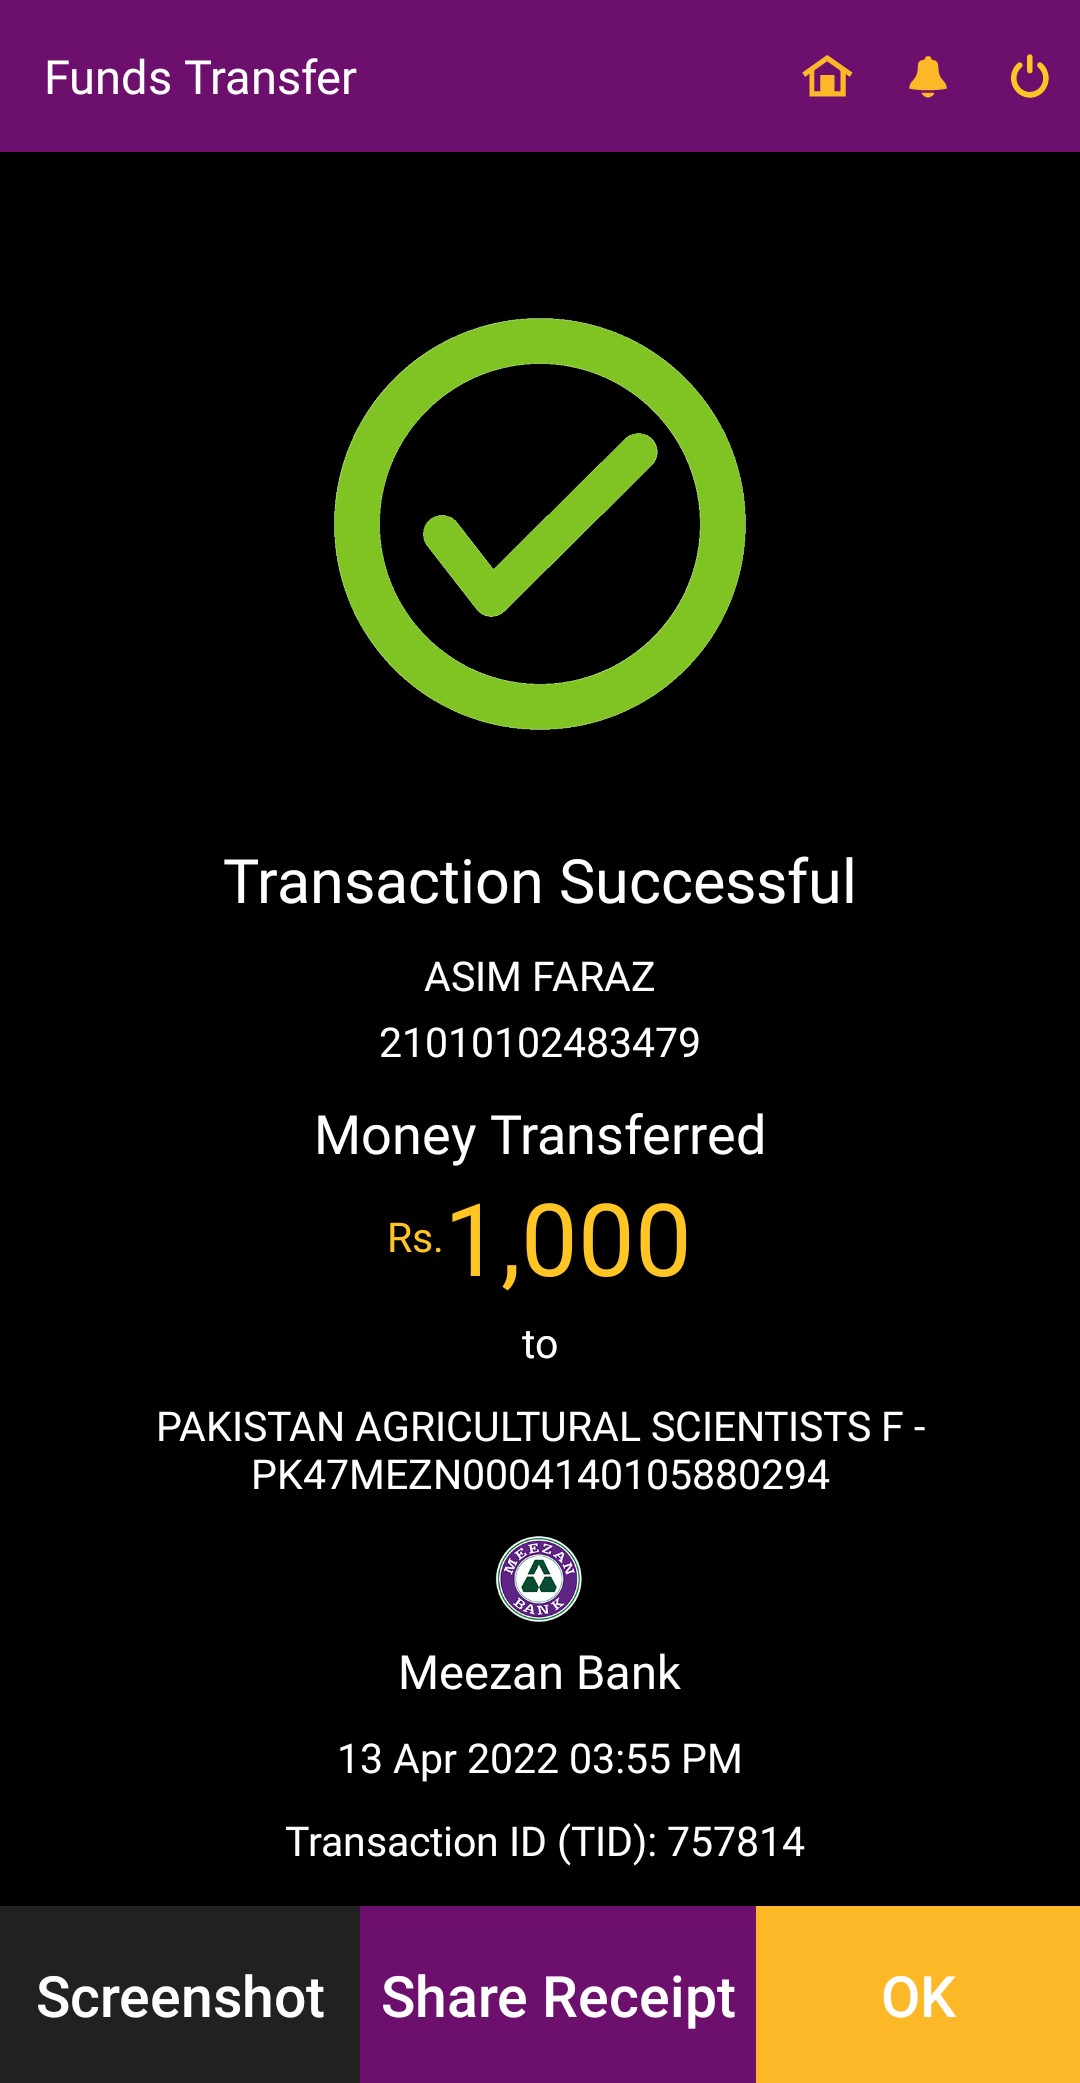 Funds Transfer
Transaction Successful
ASIM FARAZ
21010102483479
Money Transferred
Rs.1,000
to
PAKISTAN AGRICULTURAL SCIENTISTS F -
PK47MEZN0004140105880294
MEEZAN
BANK
Meezan Bank
13 Apr 2022 03:55 PM
Transaction ID (TID): 757814
Screenshot
Share Receipt
OK